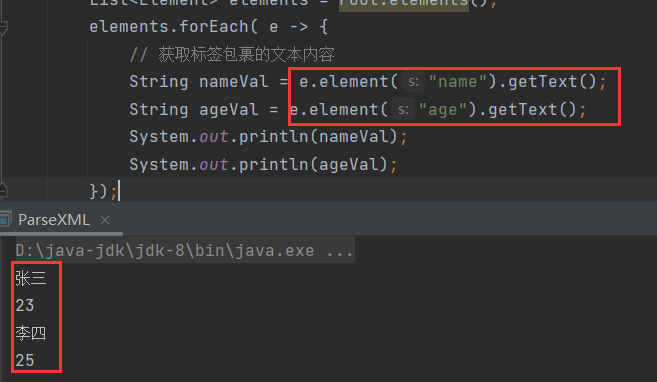 List<Element> elements = root.elements();
elements.forEach( e -> {
// 获取标签包裹的文本内容
String nameVal = e.element( s: "name").getText();
String ageVal = e.element( s: "age").getText();
System.out.println(nameVal);
System.out.println(ageVal);
});
ParseXML ×
D:\java-jdk\jdk-8\bin\java.exe ...
张三
23
李四
25